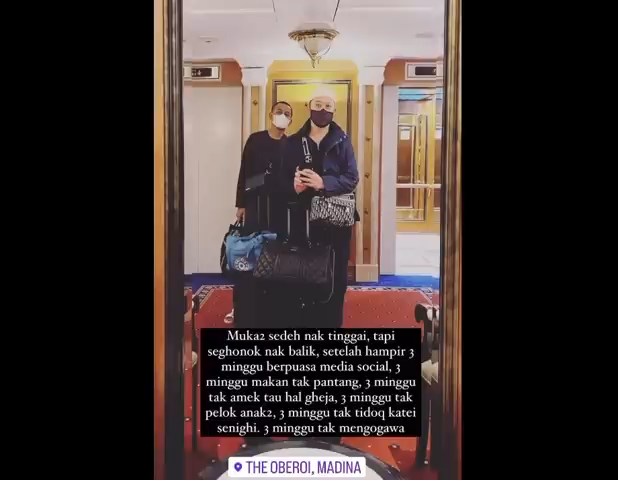 Muka2 sedeh nak tinggai, tapi
seghonok nak balik, setelah hampir 3
minggu berpuasa media social, 3
minggu makan tak pantang, 3 minggu
tak amek tau hal gheja, 3 minggu tak
pelok anak2, 3 minggu tak tidoq katei
senighi. 3 minggu tak mengogawa
THE OBEROI, MADINA